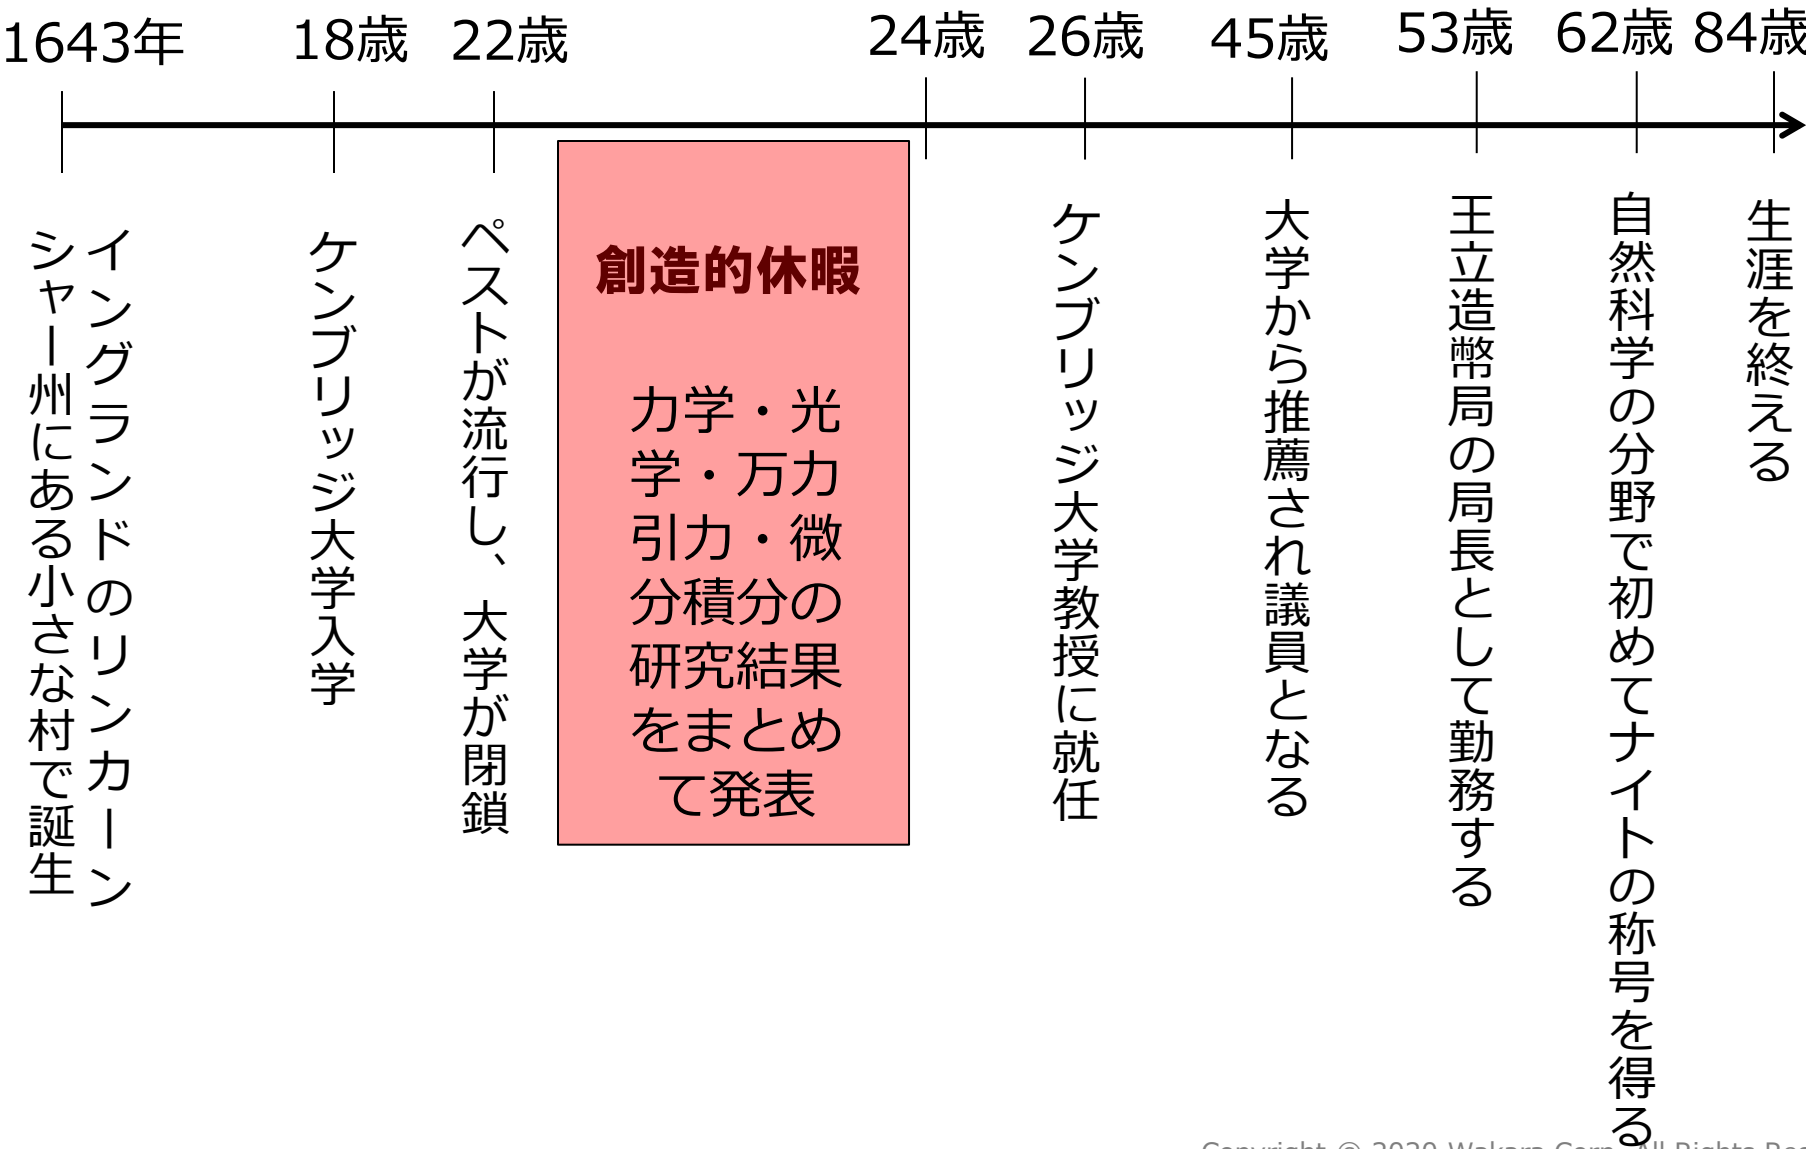 1643年
18歳
22歳
24歳
26歳
45歳
53歳
62歳
84歳
イングランドのリンカーン
シャー州にある小さな村で誕生
ケンブリッジ大学入学
ペストが流行し、大学が閉鎖
創造的休暇
力学・光
学・万力
引力・微
分積分の
研究結果
をまとめ
て発表
ケンブリッジ大学教授に就任
大学から推薦され議員となる
王立造幣局の局長として勤務する
自然科学の分野で初めてナイトの称号を得る
生涯を終える
Copyright © 2020 Wakara Corp. All Rights